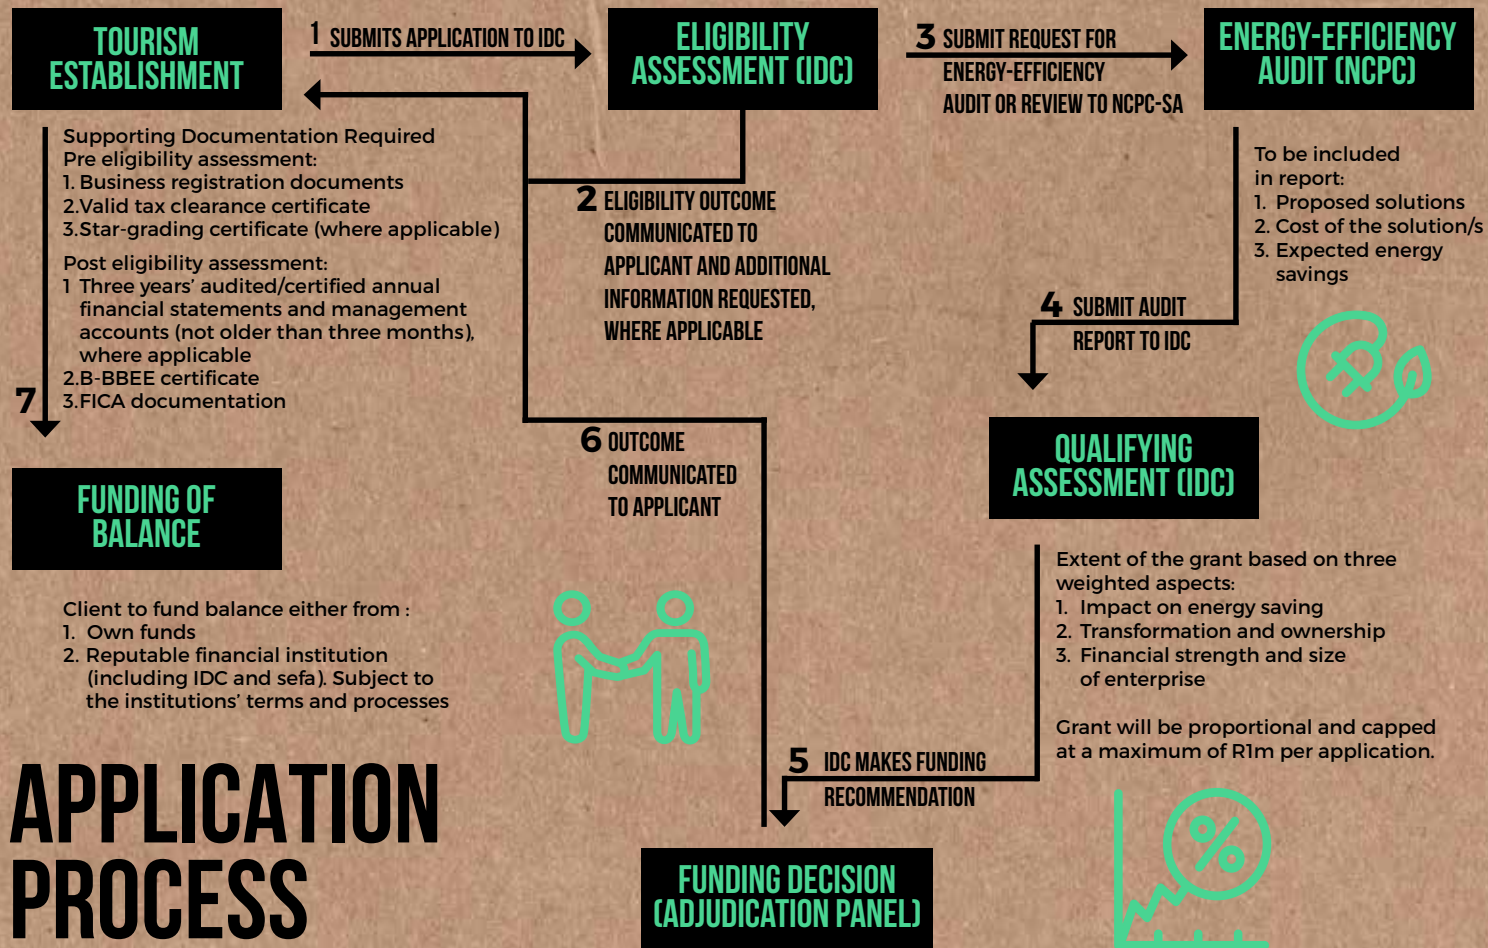 TOURISM
ESTABLISHMENT
1 SUBMITS APPLICATION TO IDC
ELIGIBILITY
ASSESSMENT (IDC)
3 SUBMIT REQUEST FOR
ENERGY-EFFICIENCY
AUDIT OR REVIEW TO NCPC-SA
ENERGY-EFFICIENCY
AUDIT (NCPC)
Supporting Documentation Required
Pre eligibility assessment:
1. Business registration documents
2.Valid tax clearance certificate
3.Star-grading certificate (where applicable)
Post eligibility assessment:
1 Three years' audited/certified annual
financial statements and management
accounts (not older than three months),
where applicable
2.B-BBEE certificate
3.FICA documentation
2 ELIGIBILITY OUTCOME
COMMUNICATED TO
APPLICANT AND ADDITIONAL
INFORMATION REQUESTED,
WHERE APPLICABLE
To be included
in report:
1. Proposed solutions
2. Cost of the solution/s
3. Expected energy
savings
4 SUBMIT AUDIT
REPORT TO IDC
7
FUNDING OF
BALANCE
6 OUTCOME
COMMUNICATED
TO APPLICANT
QUALIFYING
ASSESSMENT (IDC)
Client to fund balance either from :
1. Own funds
2. Reputable financial institution
(including IDC and sefa). Subject to
the institutions' terms and processes
Extent of the grant based on three
weighted aspects:
1. Impact on energy saving
2. Transformation and ownership
3. Financial strength and size
of enterprise
Grant will be proportional and capped
at a maximum of R1m per application.
5 IDC MAKES FUNDING
RECOMMENDATION
APPLICATION
PROCESS
FUNDING DECISION
(ADJUDICATION PANEL)
%